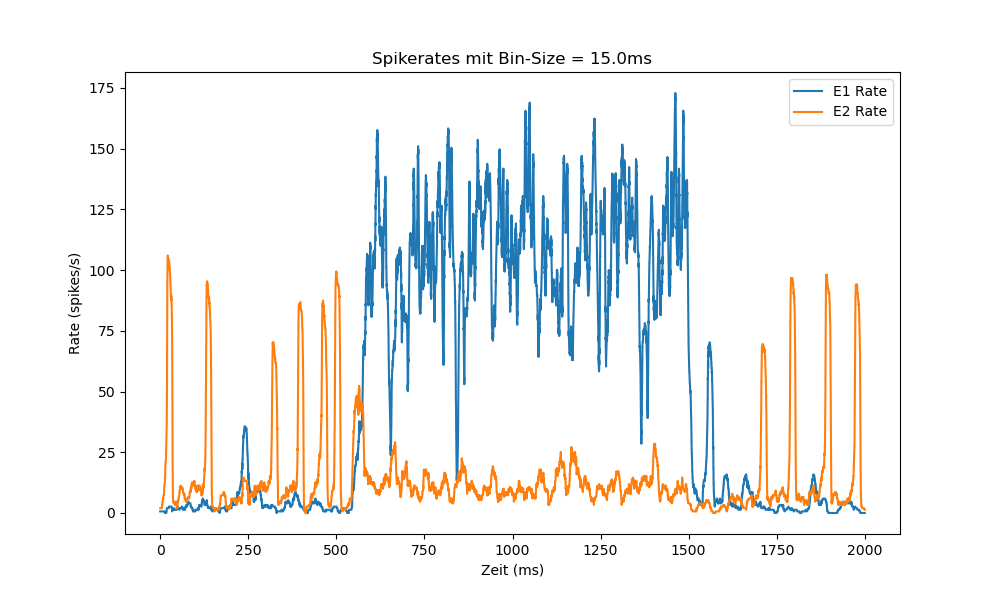 Spikerates mit Bin-Size = 15.0ms
E1 Rate
E2 Rate
Rate (spikes/s)
175
150
125
100
75
50
25
0
0 250 500 750 1000 1250 1500 1750 2000
Zeit (ms)